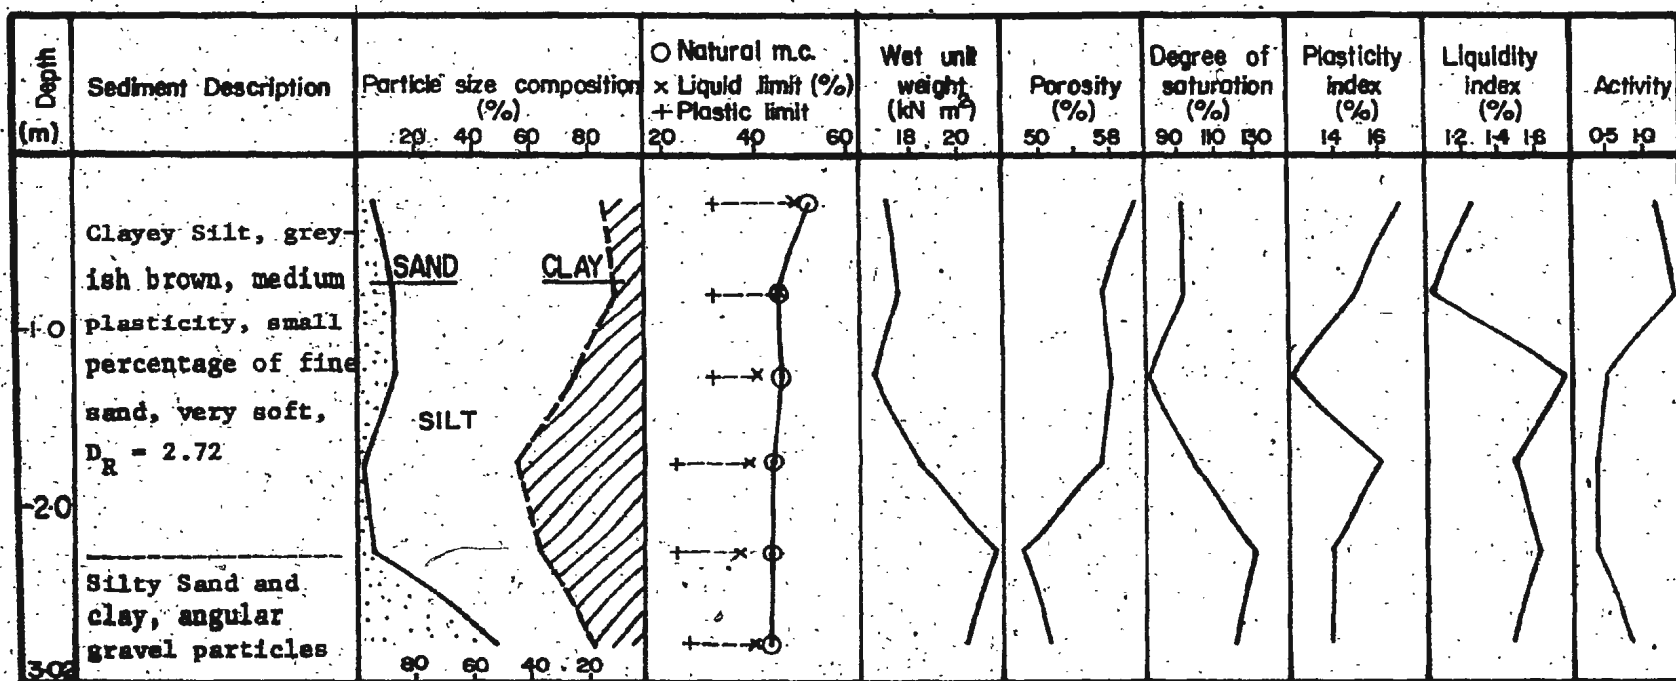 Depth
(m)
Sediment Description
Particle size composition
(%)
20 40 60 80
O Natural m.c.
x Liquid limit (%)
+ Plastic limit
20 40 60
Wet unit
weight
(kN m²)
18 20
Porosity
(%)
50 58
Degree of
saturation
(%)
90 110 130
Plasticity
index
(%)
14 16
Liquidity
index
(%)
1·2 1·4 1·6
Activity
0·5 1·0
1·0
2·0
3·02
Clayey Silt, grey-
ish brown, medium
plasticity, small
percentage of fine
sand, very soft,
D_R = 2.72
Silty Sand and
clay, angular
gravel particles
SAND
CLAY
SILT
80 60 40 20